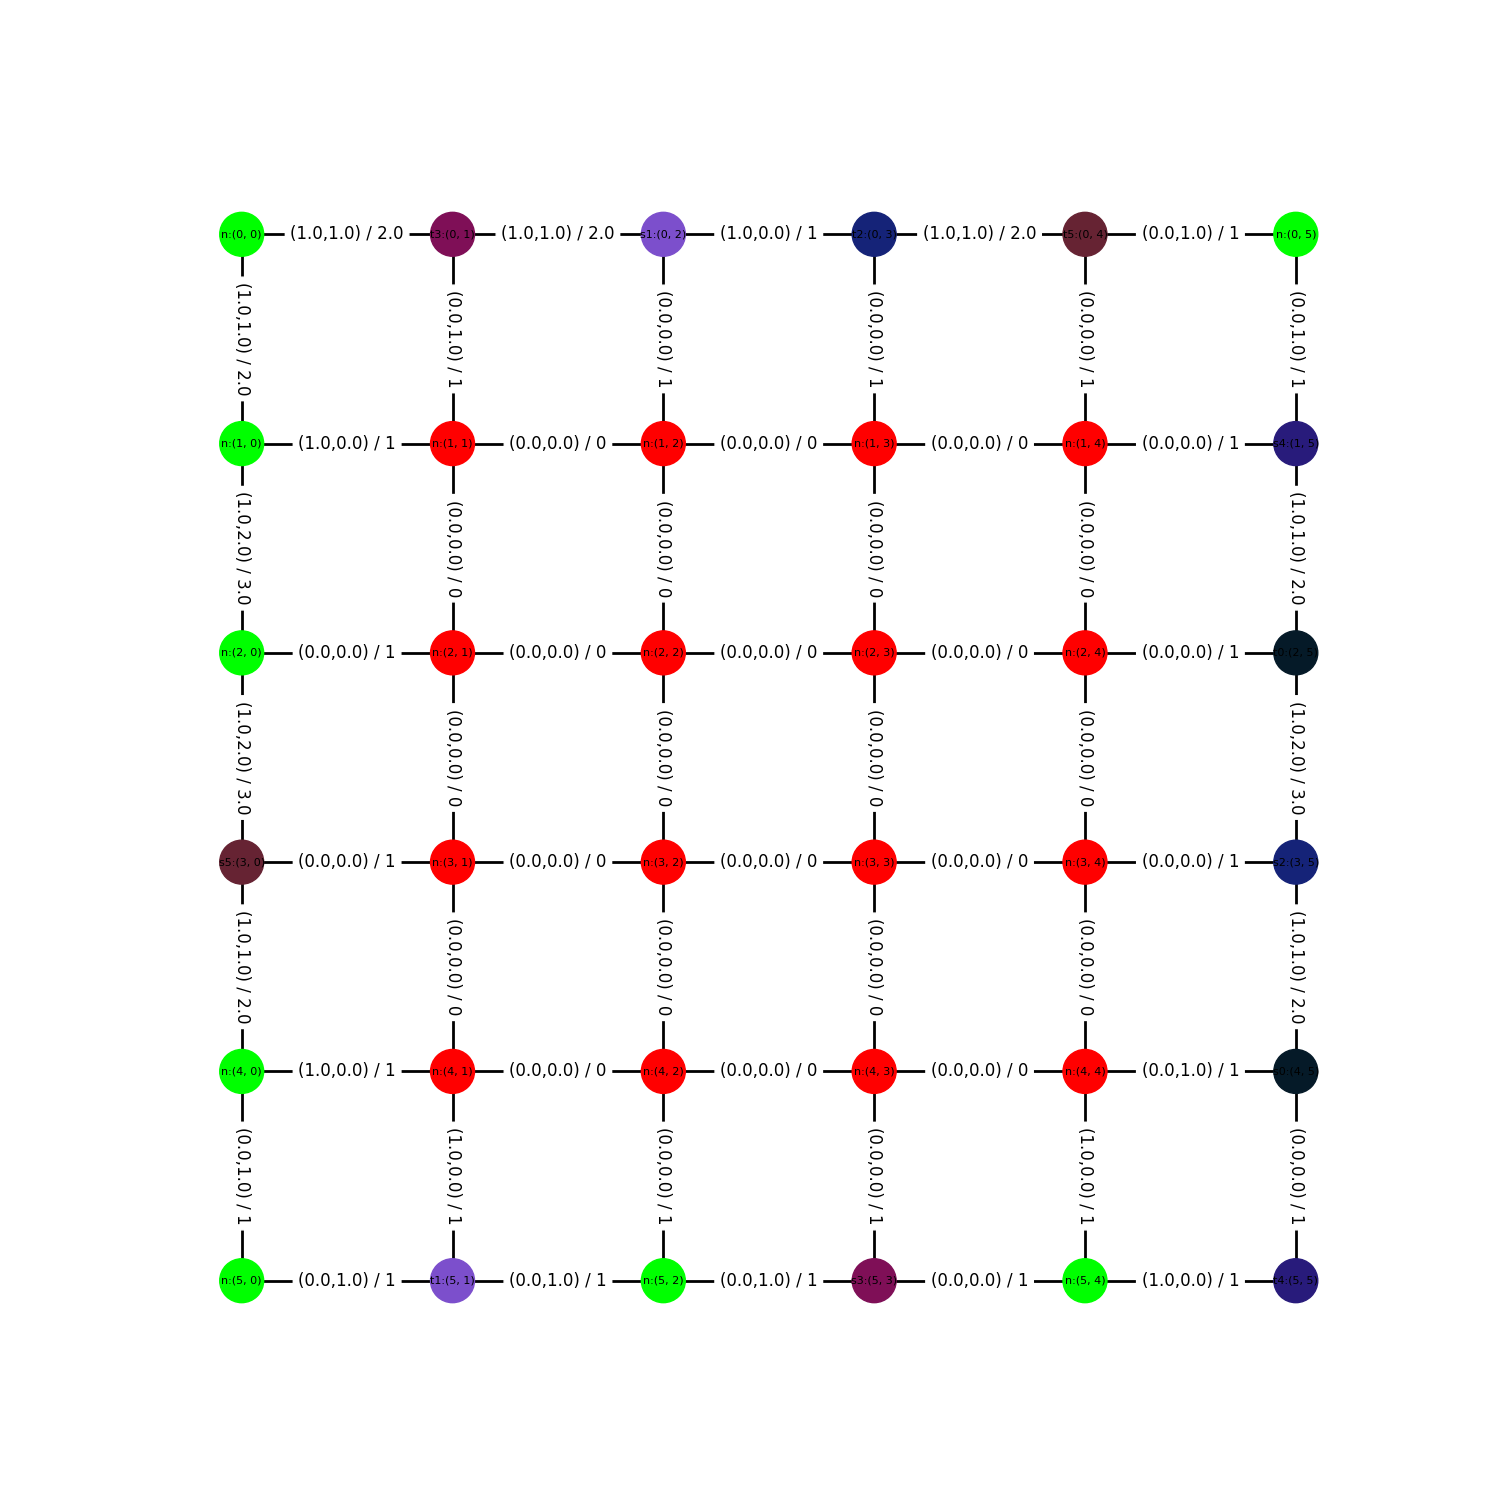 n:(0, 0) (1.0,1.0) / 2.0 t3:(0, 1) (1.0,1.0) / 2.0 s1:(0, 2) (1.0,0.0) / 1 t2:(0, 3) (1.0,1.0) / 2.0 t5:(0, 4) (0.0,1.0) / 1 n:(0, 5)
(1.0,1.0) / 2.0 (0.0,1.0) / 1 (0.0,0.0) / 1 (0.0,0.0) / 1 (0.0,0.0) / 1 (0.0,1.0) / 1
n:(1, 0) (1.0,0.0) / 1 n:(1, 1) (0.0,0.0) / 0 n:(1, 2) (0.0,0.0) / 0 n:(1, 3) (0.0,0.0) / 0 n:(1, 4) (0.0,0.0) / 1 s4:(1, 5)
(1.0,2.0) / 3.0 (0.0,0.0) / 0 (0.0,0.0) / 0 (0.0,0.0) / 0 (0.0,0.0) / 0 (1.0,1.0) / 2.0
n:(2, 0) (0.0,0.0) / 1 n:(2, 1) (0.0,0.0) / 0 n:(2, 2) (0.0,0.0) / 0 n:(2, 3) (0.0,0.0) / 0 n:(2, 4) (0.0,0.0) / 1 t0:(2, 5)
(1.0,2.0) / 3.0 (0.0,0.0) / 0 (0.0,0.0) / 0 (0.0,0.0) / 0 (0.0,0.0) / 0 (1.0,2.0) / 3.0
s5:(3, 0) (0.0,0.0) / 1 n:(3, 1) (0.0,0.0) / 0 n:(3, 2) (0.0,0.0) / 0 n:(3, 3) (0.0,0.0) / 0 n:(3, 4) (0.0,0.0) / 1 s2:(3, 5)
(1.0,1.0) / 2.0 (0.0,0.0) / 0 (0.0,0.0) / 0 (0.0,0.0) / 0 (0.0,0.0) / 0 (1.0,1.0) / 2.0
n:(4, 0) (1.0,0.0) / 1 n:(4, 1) (0.0,0.0) / 0 n:(4, 2) (0.0,0.0) / 0 n:(4, 3) (0.0,0.0) / 0 n:(4, 4) (0.0,1.0) / 1 s0:(4, 5)
(0.0,1.0) / 1 (1.0,0.0) / 1 (0.0,0.0) / 1 (0.0,0.0) / 1 (1.0,0.0) / 1 (0.0,0.0) / 1
n:(5, 0) (0.0,1.0) / 1 t1:(5, 1) (0.0,1.0) / 1 n:(5, 2) (0.0,1.0) / 1 s3:(5, 3) (0.0,0.0) / 1 n:(5, 4) (1.0,0.0) / 1 t4:(5, 5)